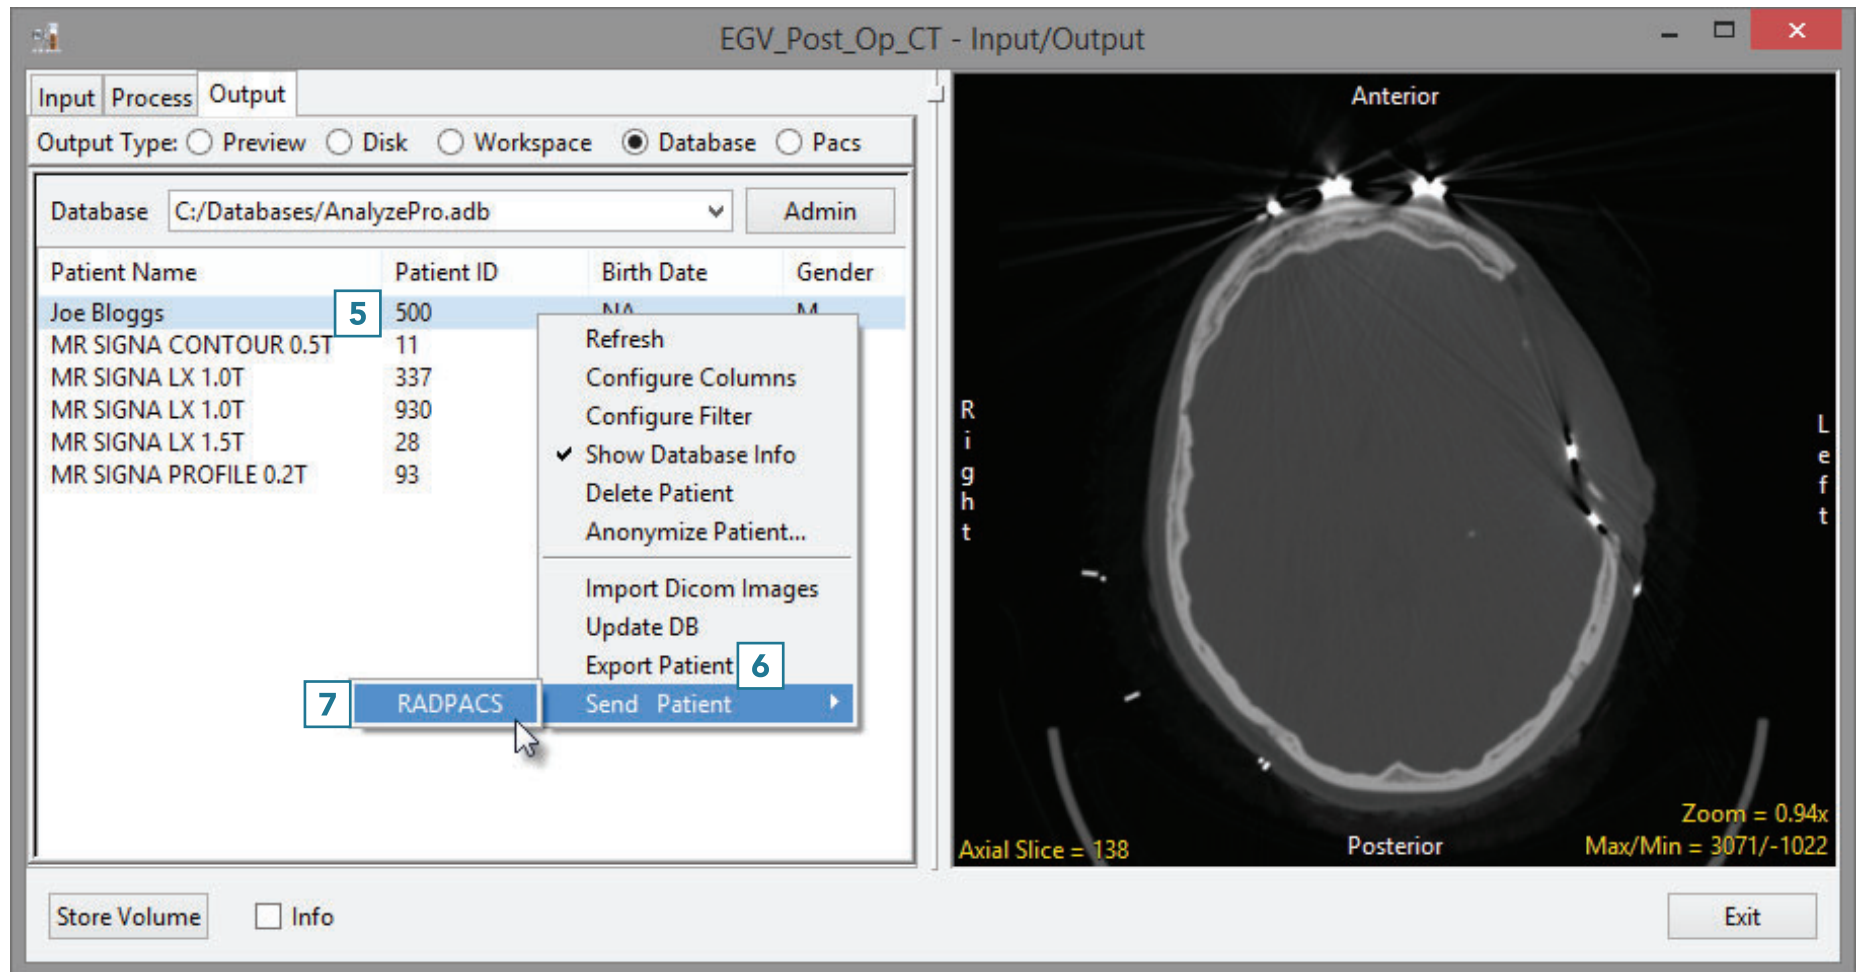 EGV_Post_Op_CT - Input/Output
Input Process Output
Output Type: Preview Disk Workspace Database Pacs
Database C:/Databases/AnalyzePro.adb Admin
Patient Name Patient ID Birth Date Gender
Joe Bloggs 5 500 NA M
MR SIGNA CONTOUR 0.5T 11
MR SIGNA LX 1.0T 337
MR SIGNA LX 1.0T 930
MR SIGNA LX 1.5T 28
MR SIGNA PROFILE 0.2T 93
Refresh
Configure Columns
Configure Filter
Show Database Info
Delete Patient
Anonymize Patient...
Import Dicom Images
Update DB
Export Patient 6
Send Patient
7 RADPACS
Anterior
Right
Left
Posterior
Axial Slice = 138
Zoom = 0.94x
Max/Min = 3071/-1022
Store Volume Info
Exit